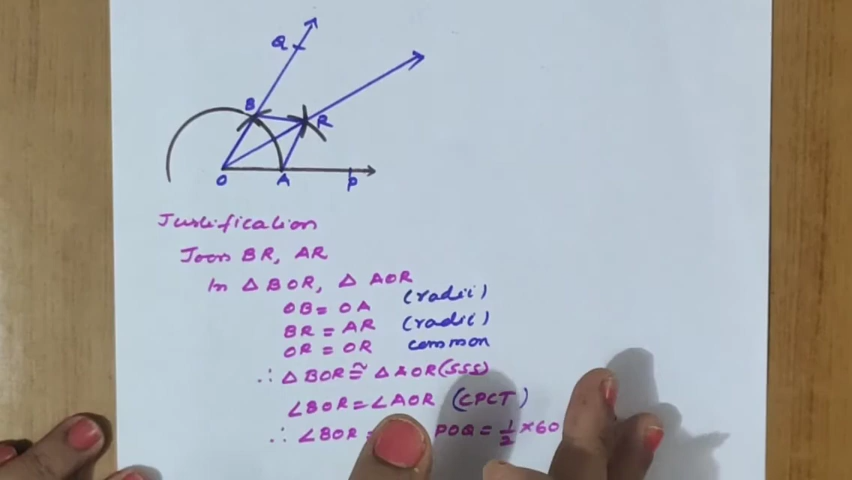 Q
B
R
O A P
Justification
Join BR, AR
In △ BOR, △ AOR
OB = OA (radii)
BR = AR (radii)
OR = OR common
∴ △ BOR ≅ △ AOR (SSS)
∠BOR = ∠AOR (CPCT)
∴ ∠BOR = POQ = 1/2 × 60